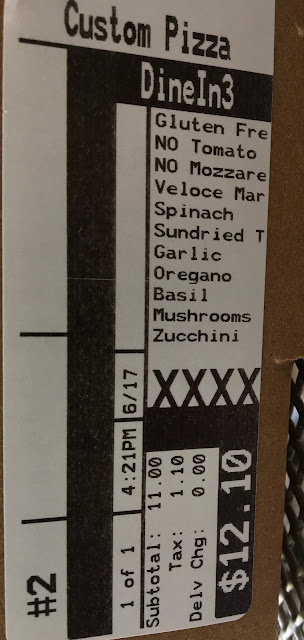 Custom Pizza
DineIn3
Gluten Fre
NO Tomato
NO Mozzare
Veloce Mar
Spinach
Sundried T
Garlic
Oregano
Basil
Mushrooms
Zucchini
XXXX
6/17
4:21PM
1 of 1
#2
Subtotal: 11.00
Tax: 1.10
Delv Chg: 0.00
$12.10